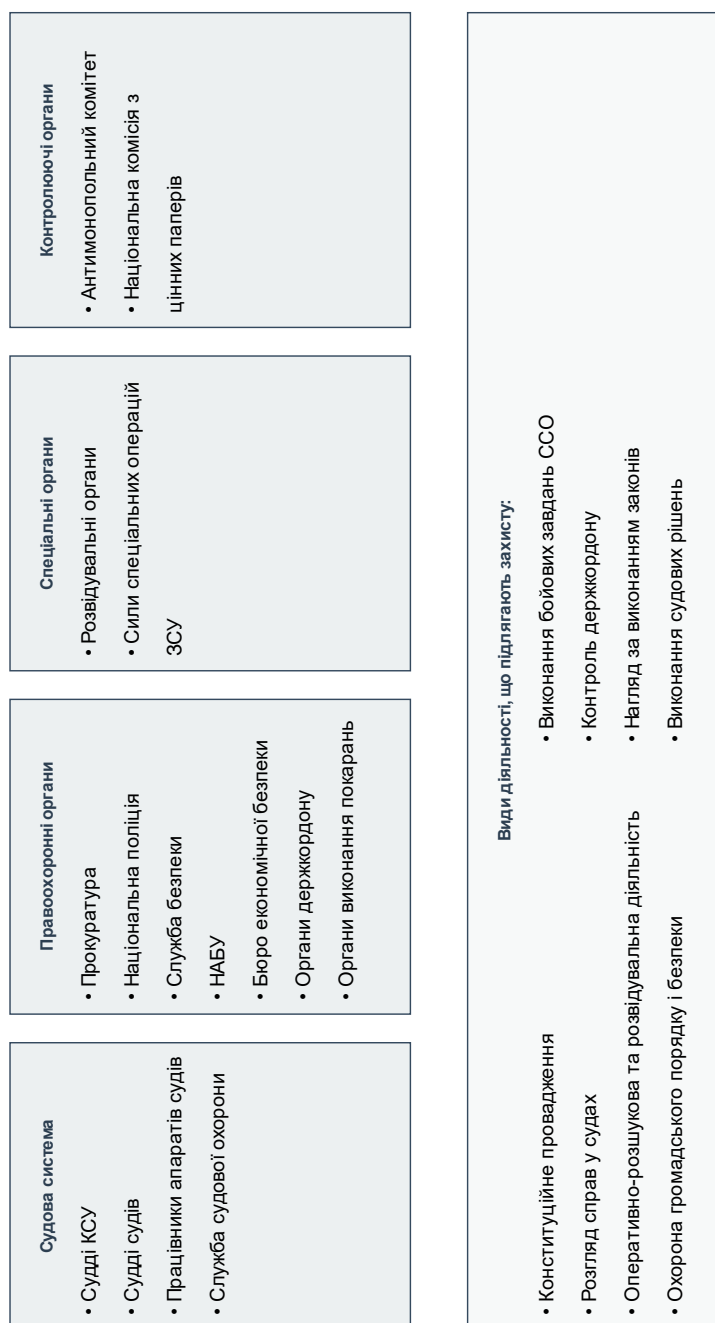 Судова система
• Судді КСУ
• Судді судів
• Працівники апаратів судів
• Служба судової охорони
Правоохоронні органи
• Прокуратура
• Національна поліція
• Служба безпеки
• НАБУ
• Бюро економічної безпеки
• Органи держкордону
• Органи виконання покарань
Спеціальні органи
• Розвідувальні органи
• Сили спеціальних операцій
ЗСУ
Контролюючі органи
• Антимонопольний комітет
• Національна комісія з
цінних паперів
Види діяльності, що підлягають захисту:
• Конституційне провадження
• Розгляд справ у судах
• Оперативно-розшукова та розвідувальна діяльність
• Охорона громадського порядку і безпеки
• Виконання бойових завдань ССО
• Контроль держкордону
• Нагляд за виконанням законів
• Виконання судових рішень